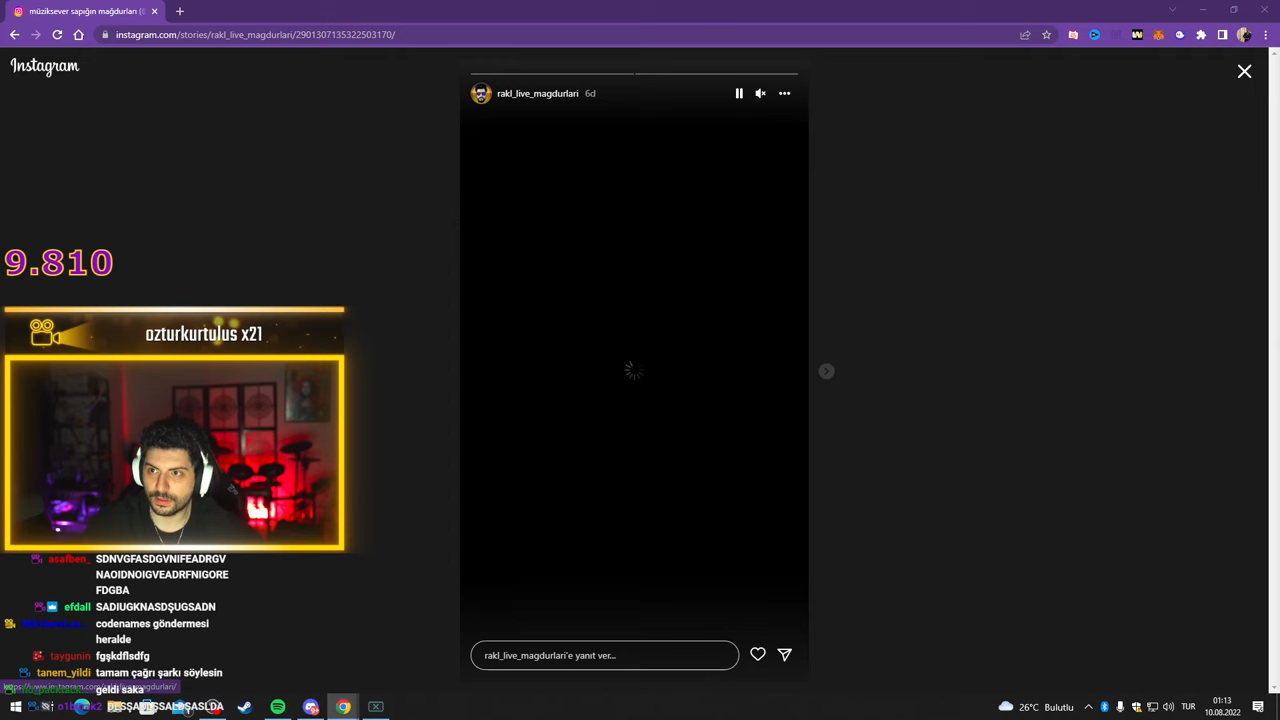 müziksever sapığın mağdurları (
instagram.com/stories/rakl_live_magdurlari/2901307135322503170/
Instagram
rakl_live_magdurlari 6d
9.810
ozturkurtulus x21
asafben_ SDNVGFASDGVNIFEADRGV
NAOIDNOIGVEADRFNIGORE
FDGBA
efdall SADIUGKNASDŞUGSADN
codenames göndermesi
heralde
taygunin fgşkdflsdfg
tanem_yildi tamam çağrı şarkı söylesin
geldi saka
rakl_live_magdurlari'e yanıt ver...
26°C Bulutlu
TUR
01:13
10.08.2022